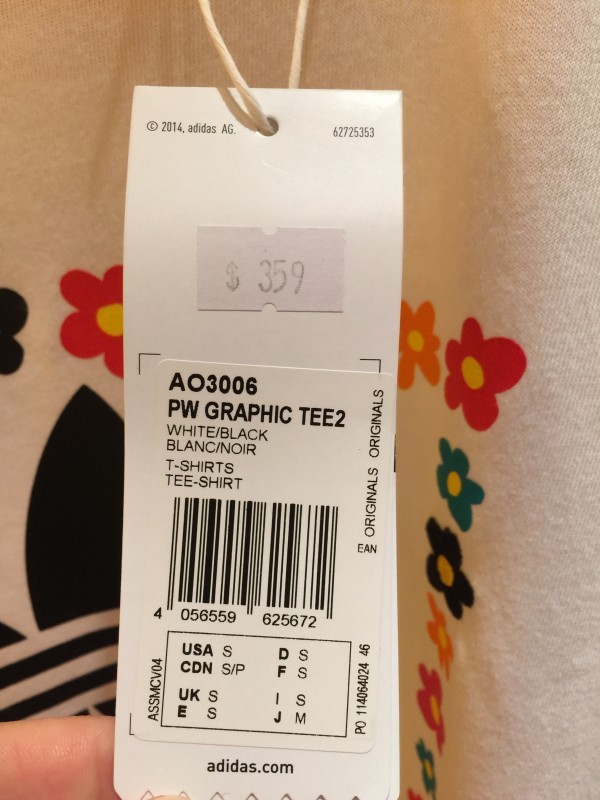 © 2014, adidas AG.
62725353
$ 359
AO3006
PW GRAPHIC TEE2
WHITE/BLACK
BLANC/NOIR
T-SHIRTS
TEE-SHIRT
ORIGINALS ORIGINALS
EAN
4 056559 625672
USA S D S
CDN S/P F S
UK S I S
E S J M
ASSMCV04
PO 114064024 46
adidas.com